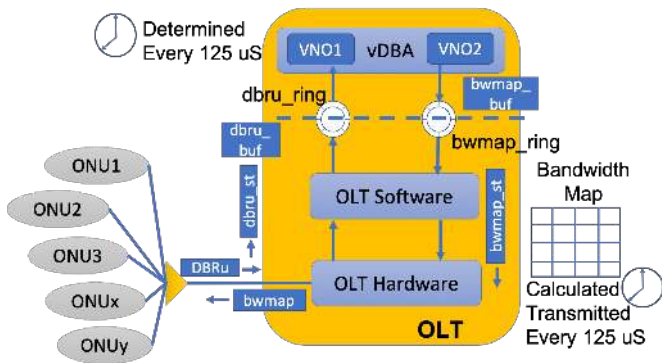 Determined
Every 125 uS
VNO1
vDBA
VNO2
dbru_ring
bwmap_
buf
dbru_
buf
bwmap_ring
ONU1
ONU2
ONU3
ONUx
ONUy
dbru_st
OLT Software
bwmap_st
Bandwidth
Map
DBRu
bwmap
OLT Hardware
OLT
Calculated
Transmitted
Every 125 uS